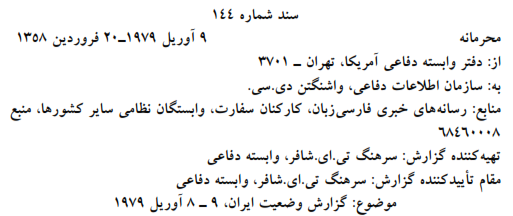 سند شماره ۱۴۴
محرمانه ۹ آوریل ۱۹۷۹ـ۲۰ فروردین ۱۳۵۸
از: دفتر وابسته دفاعی آمریکا، تهران ـ ۳۷۰۱
به: سازمان اطلاعات دفاعی، واشنگتن دی.سی.
منابع: رسانه‌های خبری فارسی‌زبان، کارکنان سفارت، وابستگان نظامی سایر کشورها، منبع
۶۸۴۶۰۰۰۸
تهیه‌کننده گزارش: سرهنگ تی.ای.شافر، وابسته دفاعی
مقام تأییدکننده گزارش: سرهنگ تی.ای.شافر، وابسته دفاعی
موضوع: گزارش وضعیت ایران، ۹ ـ ۸ آوریل ۱۹۷۹